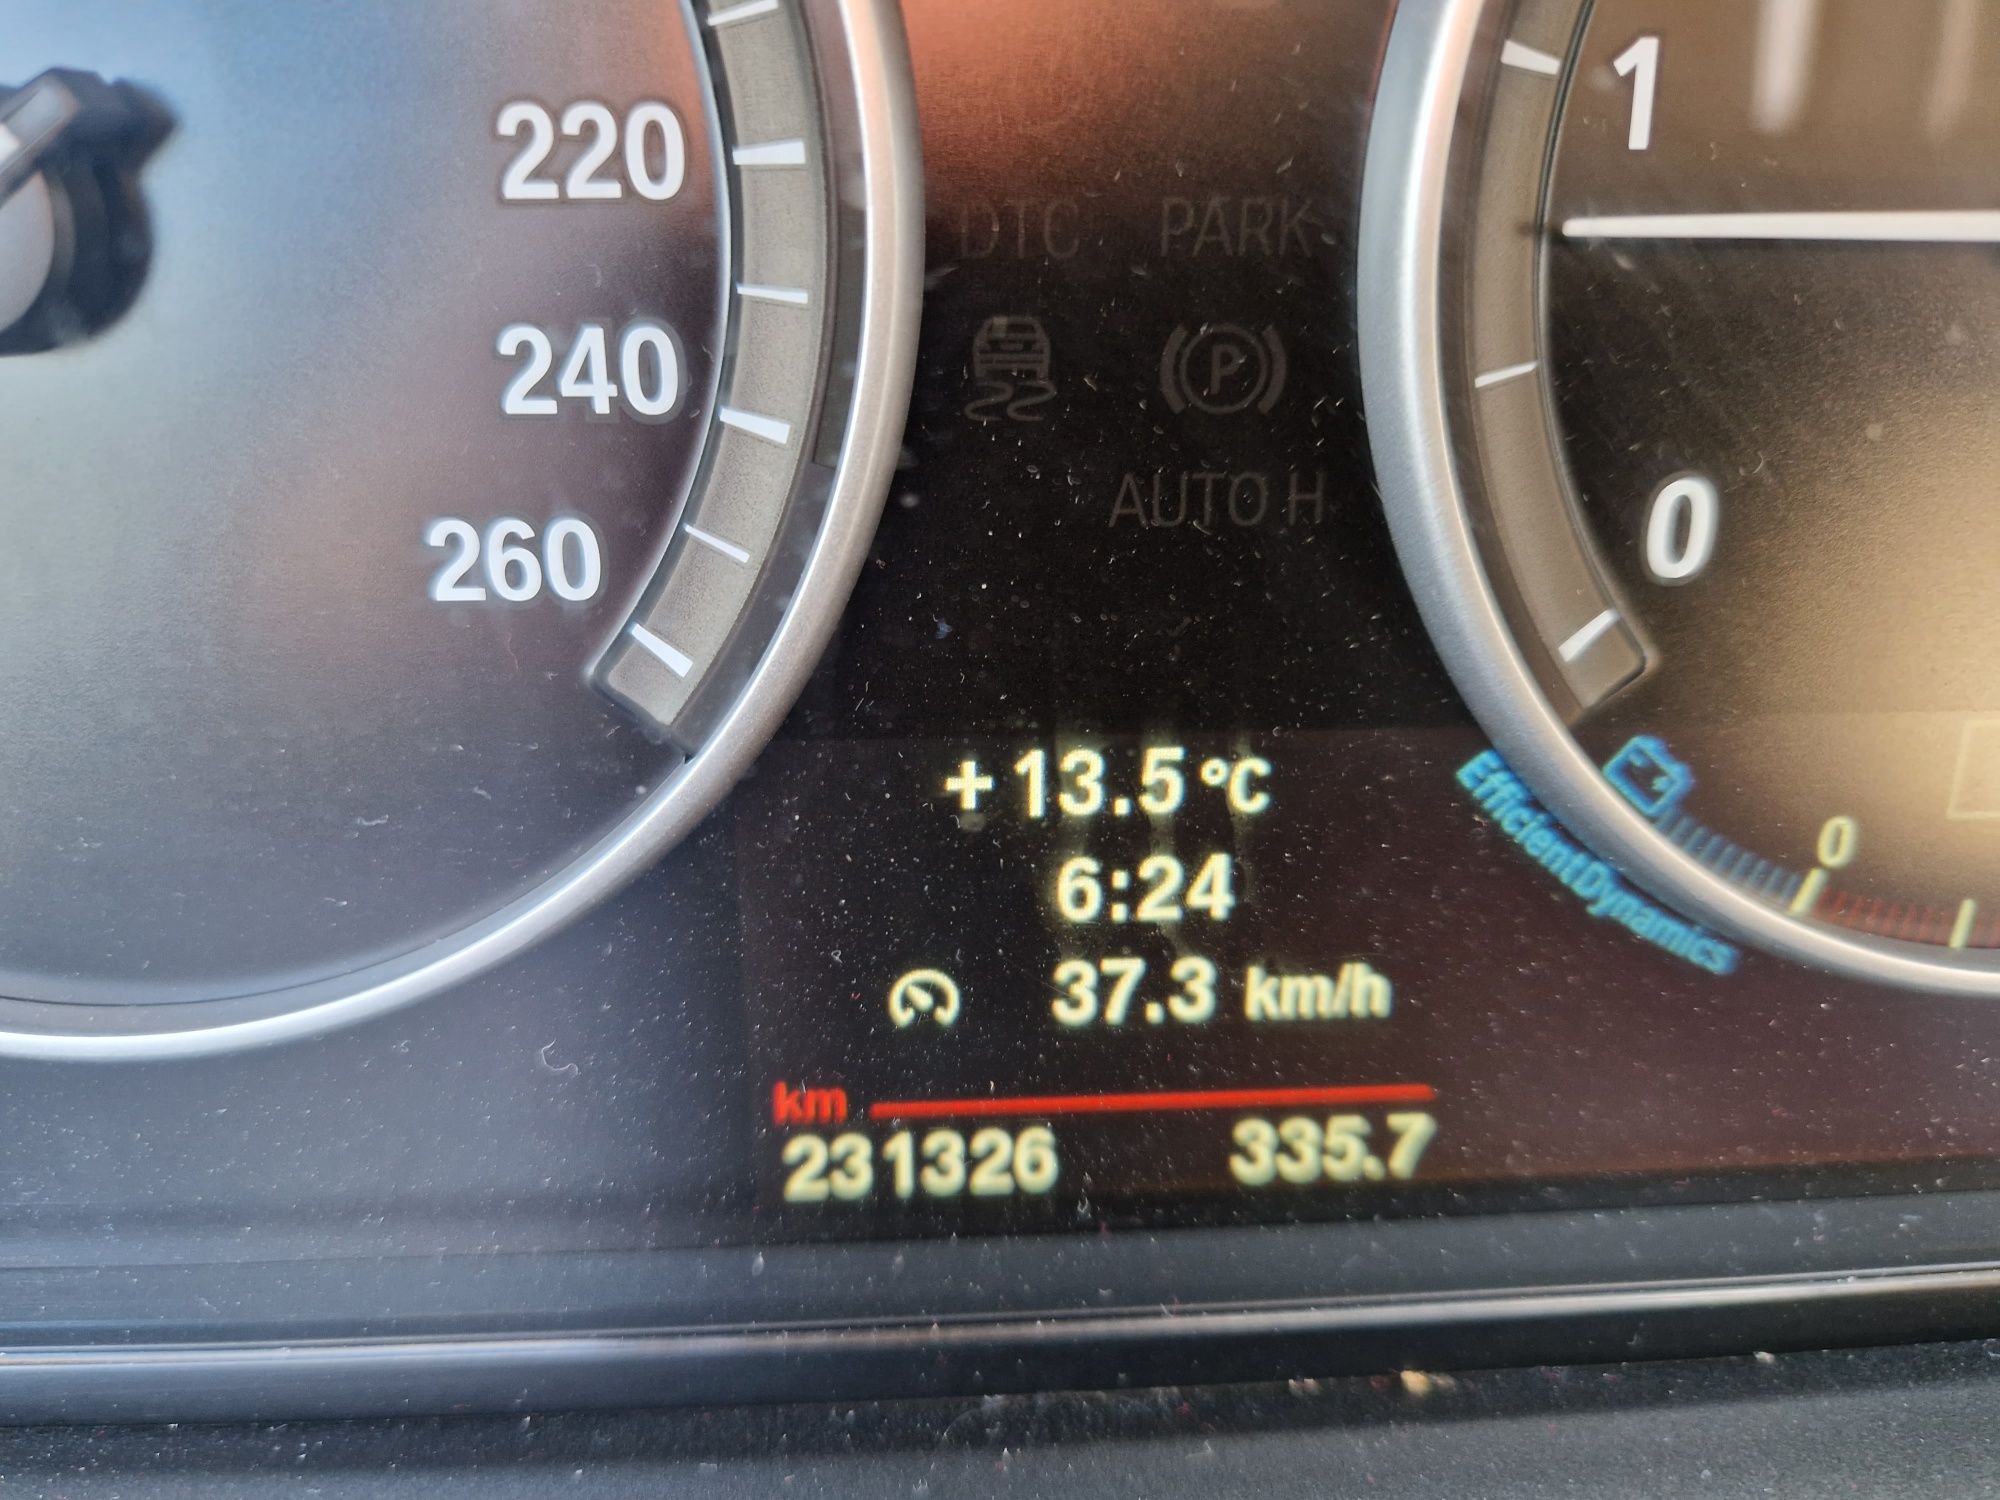 220
240
260
DTC PARK
P
AUTO H
1
0
+13.5 °C
6:24
37.3 km/h
km
231326 335.7
EfficientDynamics
0